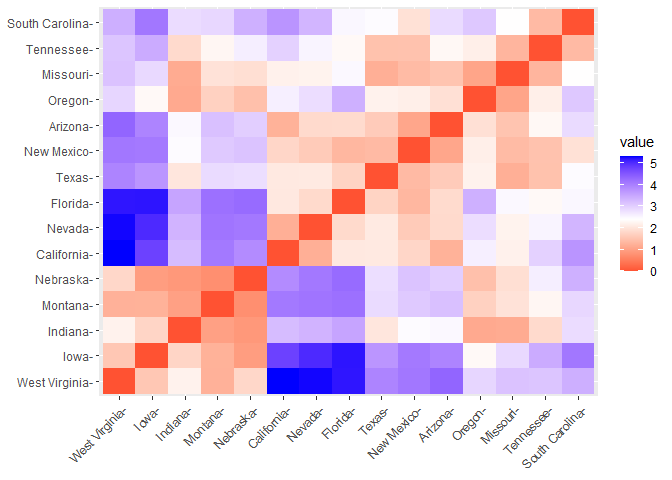 South Carolina-
Tennessee-
Missouri-
Oregon-
Arizona-
New Mexico-
Texas-
Florida-
Nevada-
California-
Nebraska-
Montana-
Indiana-
Iowa-
West Virginia-
value
5
4
3
2
1
0
West Virginia-
Iowa-
Indiana-
Montana-
Nebraska-
California-
Nevada-
Florida-
Texas-
New Mexico-
Arizona-
Oregon-
Missouri-
Tennessee-
South Carolina-